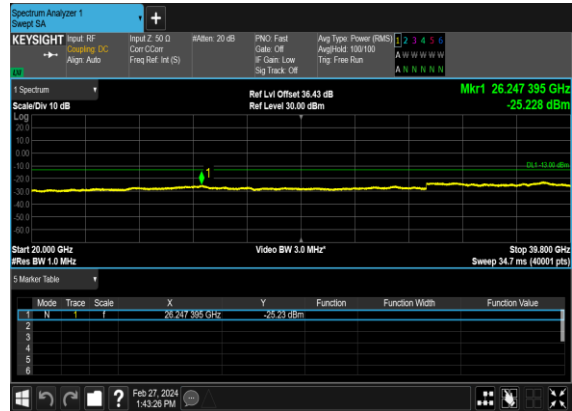 Spectrum Analyzer 1
Swept SA
+
KEYSIGHT Input: RF Input Z: 50 Ω #Atten: 20 dB PNO: Fast Avg Type: Power (RMS) 1 2 3 4 5 6
Coupling: DC Corr CCorr Gate: Off Avg|Hold: 100/100 A W W W W W
Align: Auto Freq Ref: Int (S) IF Gain: Low Trig: Free Run
Sig Track: Off A N N N N N
1 Spectrum
Ref Lvl Offset 36.43 dB Mkr1 26.247 395 GHz
Scale/Div 10 dB Ref Level 30.00 dBm -25.228 dBm
Log
20.0
10.0
0.00
-10.0 DL1 -13.00 dBm
1
-20.0
-30.0
-40.0
-50.0
-60.0
Start 20.000 GHz Video BW 3.0 MHz* Stop 39.800 GHz
#Res BW 1.0 MHz Sweep 34.7 ms (40001 pts)
5 Marker Table
Mode Trace Scale X Y Function Function Width Function Value
1 N 1 f 26.247 395 GHz -25.23 dBm
2
3
4
5
6
? Feb 27, 2024
1:43:26 PM